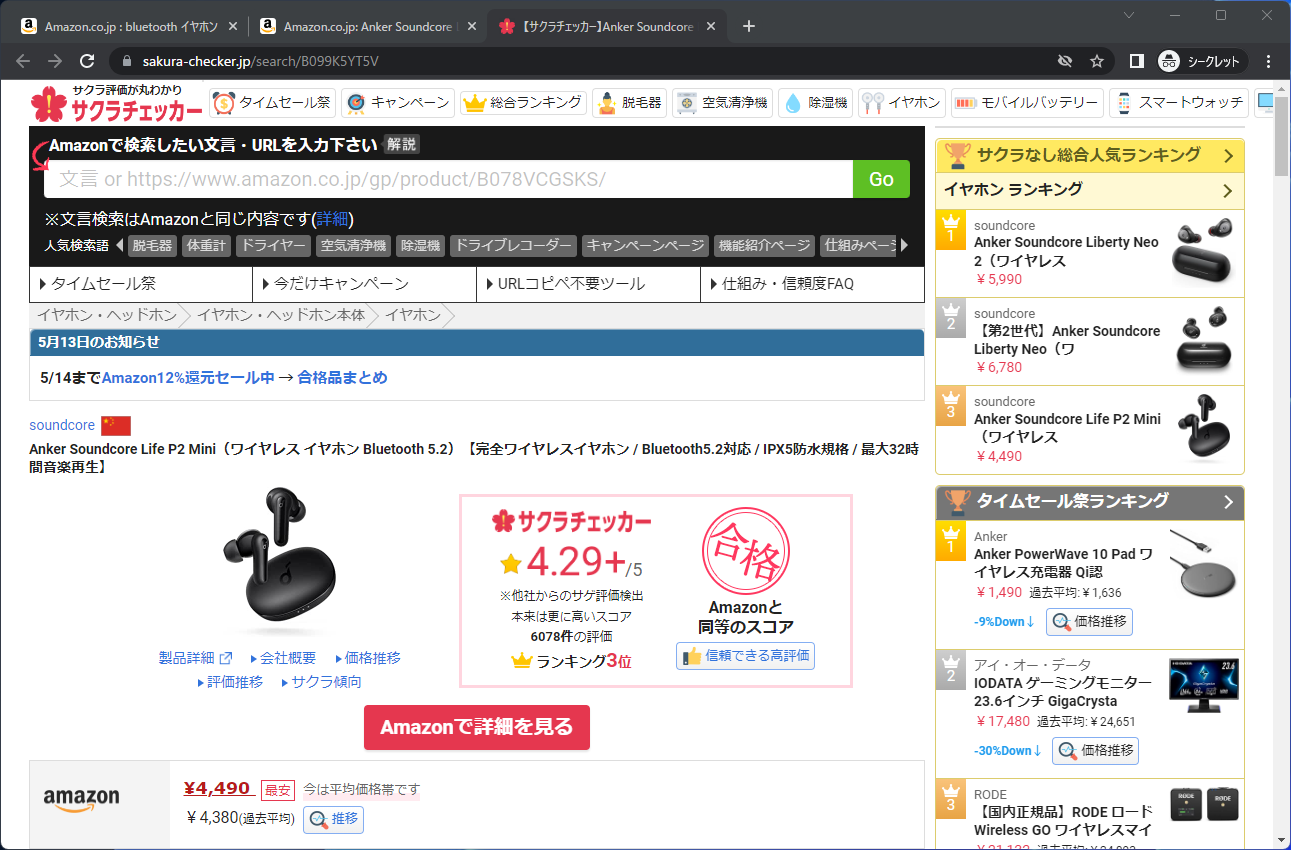 Amazon.co.jp : bluetooth イヤホン
Amazon.co.jp: Anker Soundcore
【サクラチェッカー】Anker Soundcore
sakura-checker.jp/search/B099K5YT5V
シークレット
サクラ評価が丸わかり
サクラチェッカー
タイムセール祭
キャンペーン
総合ランキング
脱毛器
空気清浄機
除湿機
イヤホン
モバイルバッテリー
スマートウォッチ
Amazonで検索したい文言・URLを入力下さい 解説
文言 or https://www.amazon.co.jp/gp/product/B078VCGSKS/
Go
※文言検索はAmazonと同じ内容です(詳細)
人気検索語 脱毛器 体重計 ドライヤー 空気清浄機 除湿機 ドライブレコーダー キャンペーンページ 機能紹介ページ 仕組みページ
タイムセール祭
今だけキャンペーン
URLコピペ不要ツール
仕組み・信頼度FAQ
イヤホン・ヘッドホン
イヤホン・ヘッドホン本体
イヤホン
5月13日のお知らせ
5/14までAmazon12%還元セール中 → 合格品まとめ
soundcore
Anker Soundcore Life P2 Mini（ワイヤレス イヤホン Bluetooth 5.2）【完全ワイヤレスイヤホン / Bluetooth5.2対応 / IPX5防水規格 / 最大32時
間音楽再生】
サクラチェッカー
4.29+/5
※他社からのサゲ評価検出
本来は更に高いスコア
6078件の評価
ランキング3位
合格
Amazonと
同等のスコア
信頼できる高評価
製品詳細
会社概要
価格推移
評価推移
サクラ傾向
Amazonで詳細を見る
amazon
¥4,490 最安 今は平均価格帯です
￥4,380(過去平均) 推移
サクラなし総合人気ランキング
イヤホン ランキング
1
soundcore
Anker Soundcore Liberty Neo
2（ワイヤレス
￥5,990
2
soundcore
【第2世代】Anker Soundcore
Liberty Neo（ワ
￥6,780
3
soundcore
Anker Soundcore Life P2 Mini
（ワイヤレス
￥4,490
タイムセール祭ランキング
1
Anker
Anker PowerWave 10 Pad ワ
イヤレス充電器 Qi認
￥1,490 過去平均:￥1,636
-9%Down↓ 価格推移
2
アイ・オー・データ
IODATA ゲーミングモニター
23.6インチ GigaCrysta
￥17,480 過去平均:￥24,651
-30%Down↓ 価格推移
23.6
3
RODE
【国内正規品】RODE ロード
Wireless GO ワイヤレスマイ
RØDE
RØDE